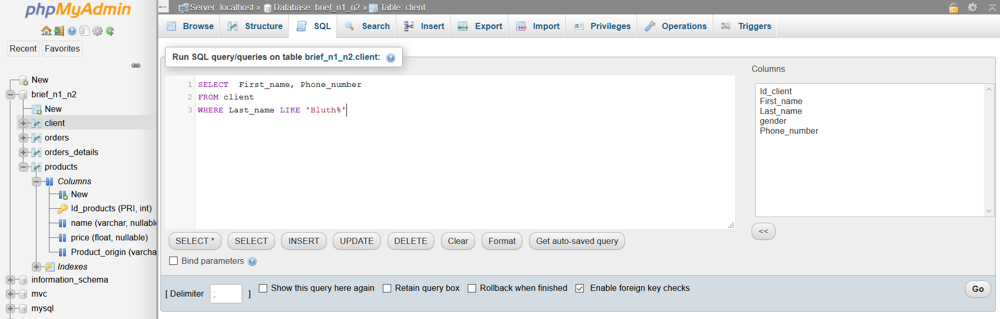 phpMyAdmin
Recent Favorites
New
brief_n1_n2
New
client
orders
orders_details
products
Columns
New
Id_products (PRI, int)
name (varchar, nullable
price (float, nullable)
Product_origin (varcha
Indexes
information_schema
mvc
mysql
Server: localhost » Database: brief_n1_n2 » Table: client
Browse Structure SQL Search Insert Export Import Privileges Operations Triggers
Run SQL query/queries on table brief_n1_n2.client:
1 SELECT  First_name, Phone_number
2 FROM client
3 WHERE Last_name LIKE 'Bluth%'
Columns
Id_client
First_name
Last_name
gender
Phone_number
<<
SELECT * SELECT INSERT UPDATE DELETE Clear Format Get auto-saved query
Bind parameters
[ Delimiter ; ] Show this query here again Retain query box Rollback when finished Enable foreign key checks Go